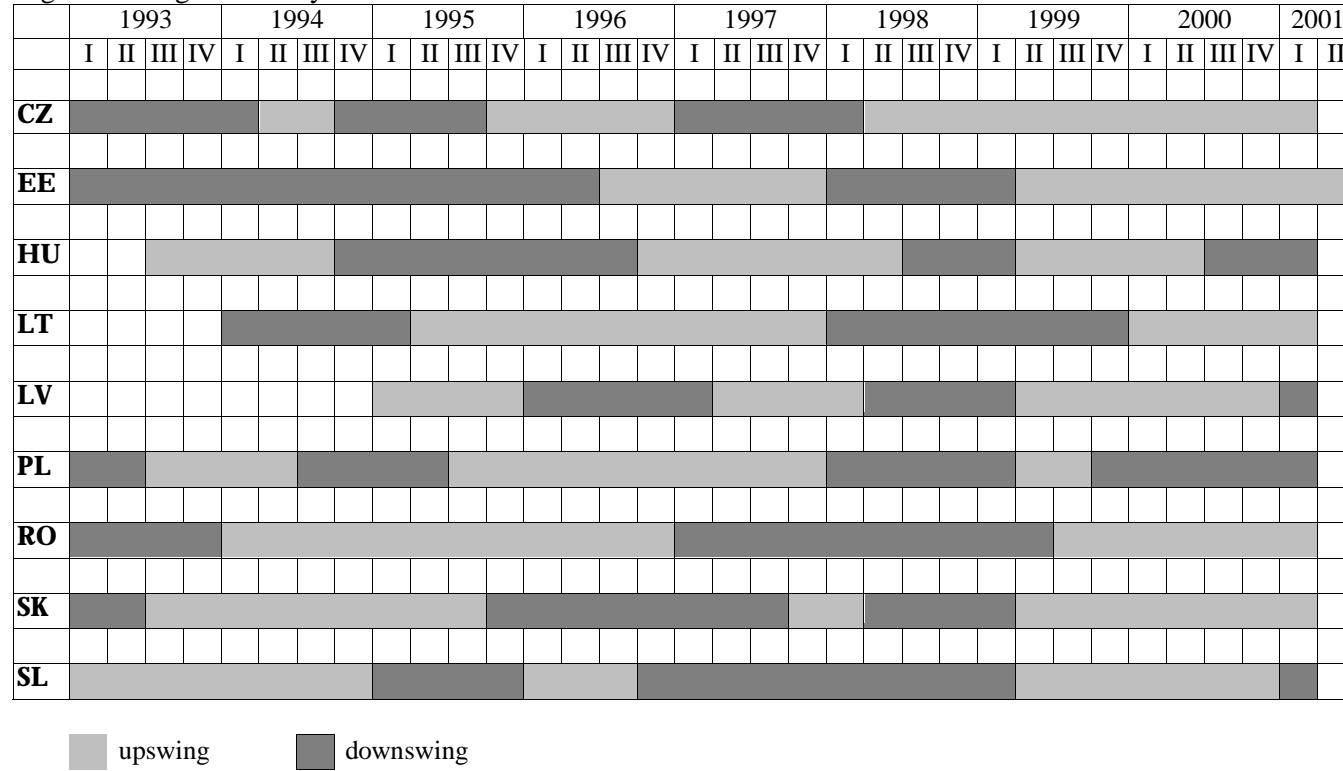 1993 1994 1995 1996 1997 1998 1999 2000 2001
I II III IV I II III IV I II III IV I II III IV I II III IV I II III IV I II III IV I II III IV I II
CZ
EE
HU
LT
LV
PL
RO
SK
SL
upswing downswing